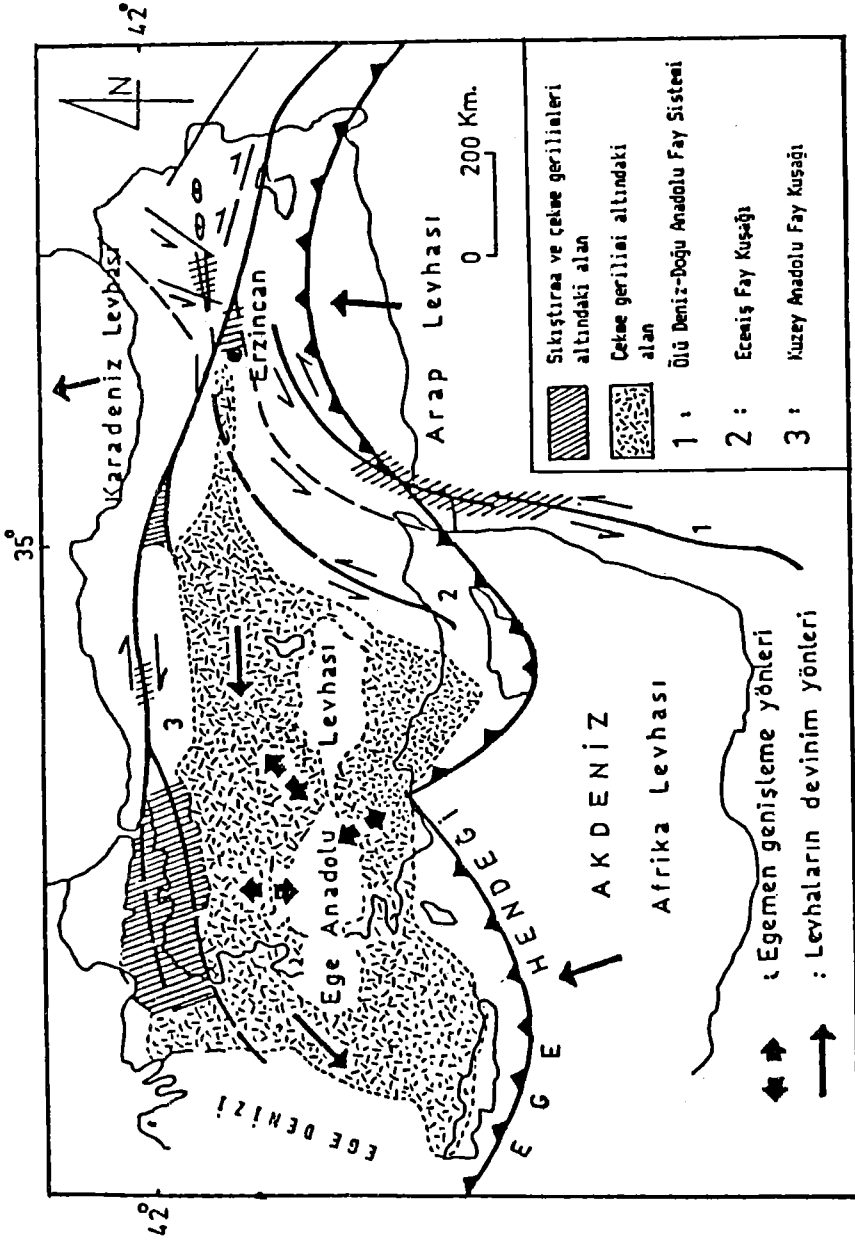 35°
42°
42°
N
Karadeniz Levhası
3
Erzincan
Ege Anadolu Levhası
EGE DENİZİ
2
Arap Levhası
200 Km.
0
1
EGE HENDEĞİ
AKDENİZ
Afrika Levhası
: Egemen genişleme yönleri
: Levhaların devinim yönleri
Sıkıştırma ve çekme gerilimleri
altındaki alan
Çekme gerilimi altındaki
alan
1 : Ölü Deniz-Doğu Anadolu Fay Sistemi
2 : Ecemiş Fay Kuşağı
3 : Kuzey Anadolu Fay Kuşağı